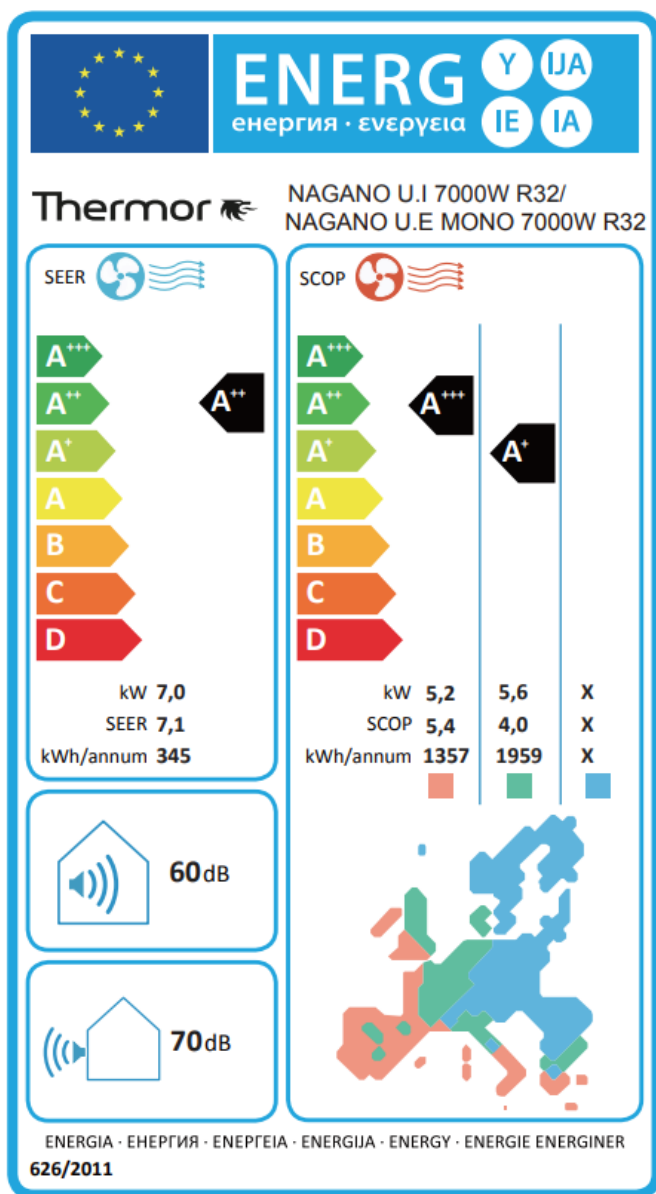 ENERG Y IJA
енергия · ενεργεια IE IA
Thermor
NAGANO U.I 7000W R32/
NAGANO U.E MONO 7000W R32
SEER
A+++
A++
A+
A
B
C
D
A++
kW 7,0
SEER 7,1
kWh/annum 345
SCOP
A+++
A++
A+
A
B
C
D
A+++
A+
kW 5,2 5,6 X
SCOP 5,4 4,0 X
kWh/annum 1357 1959 X
60dB
70dB
ENERGIA · ЕНЕРГИЯ · ΕΝΕΡΓΕΙΑ · ENERGIJA · ENERGY · ENERGIE ENERGINER
626/2011